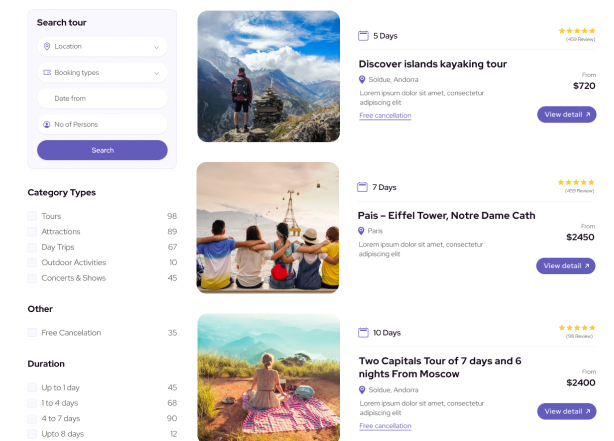 Search tour
Location
Booking types
Date from
No of Persons
Search
Category Types
Tours 98
Attractions 89
Day Trips 67
Outdoor Activities 10
Concerts & Shows 45
Other
Free Cancelation 35
Duration
Up to 1 day 45
1 to 4 days 68
4 to 7 days 90
Upto 8 days 12
5 Days
(459 Review)
Discover islands kayaking tour
Soldue, Andorra
Lorem ipsum dolor sit amet, consectetur
adipiscing elit
Free cancellation
From
$720
View detail
7 Days
(459 Review)
Pais – Eiffel Tower, Notre Dame Cath
Paris
Lorem ipsum dolor sit amet, consectetur
adipiscing elit
From
$2450
View detail
10 Days
Two Capitals Tour of 7 days and 6
nights From Moscow
Soldue, Andorra
Lorem ipsum dolor sit amet, consectetur
adipiscing elit
Free cancellation
From
$2400
View detail